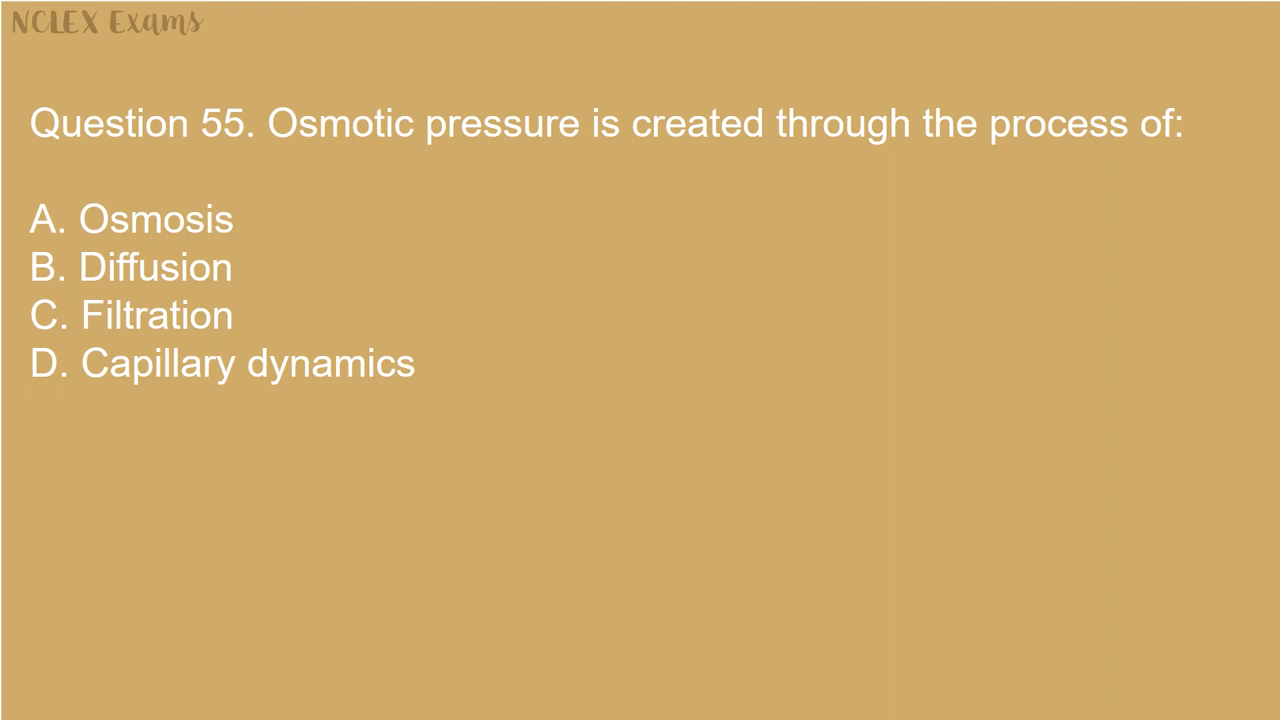 NCLEX Exams
Question 55. Osmotic pressure is created through the process of:
A. Osmosis
B. Diffusion
C. Filtration
D. Capillary dynamics